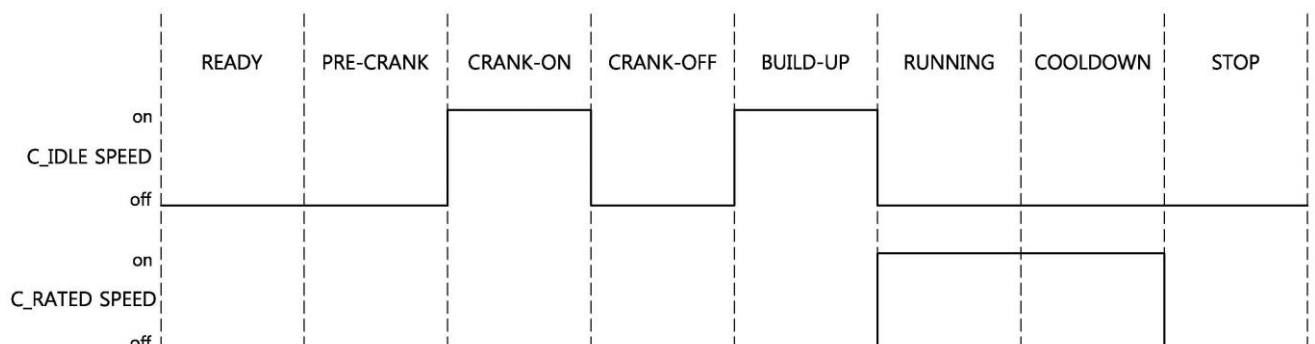 READY PRE-CRANK CRANK-ON CRANK-OFF BUILD-UP RUNNING COOLDOWN STOP
on
C_IDLE SPEED
off
on
C_RATED SPEED
off